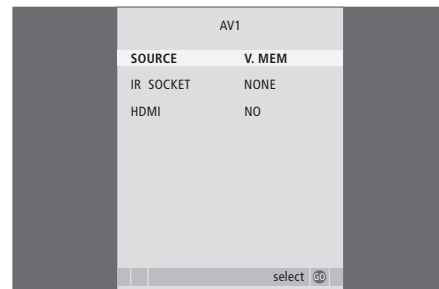 AV1
SOURCE V. MEM
IR SOCKET NONE
HDMI NO
select GO